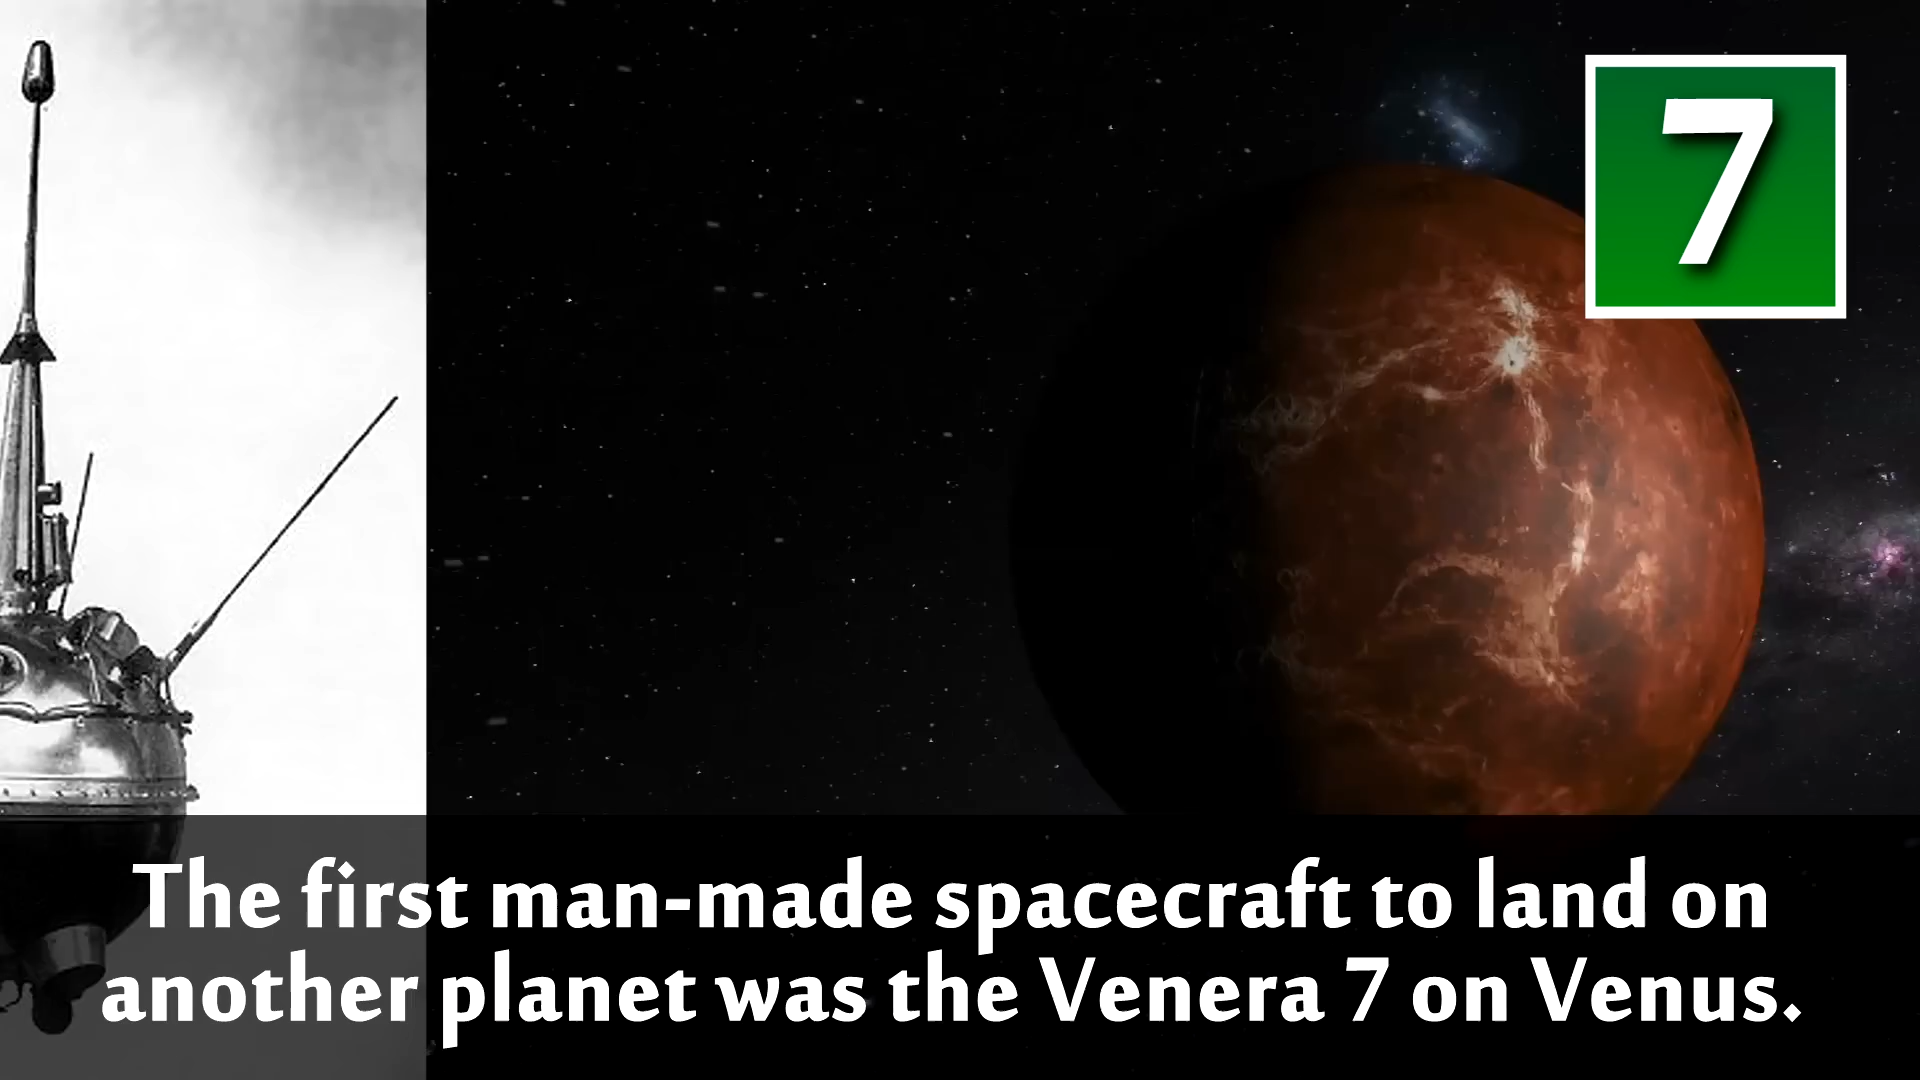 7
The first man-made spacecraft to land on
another planet was the Venera 7 on Venus.